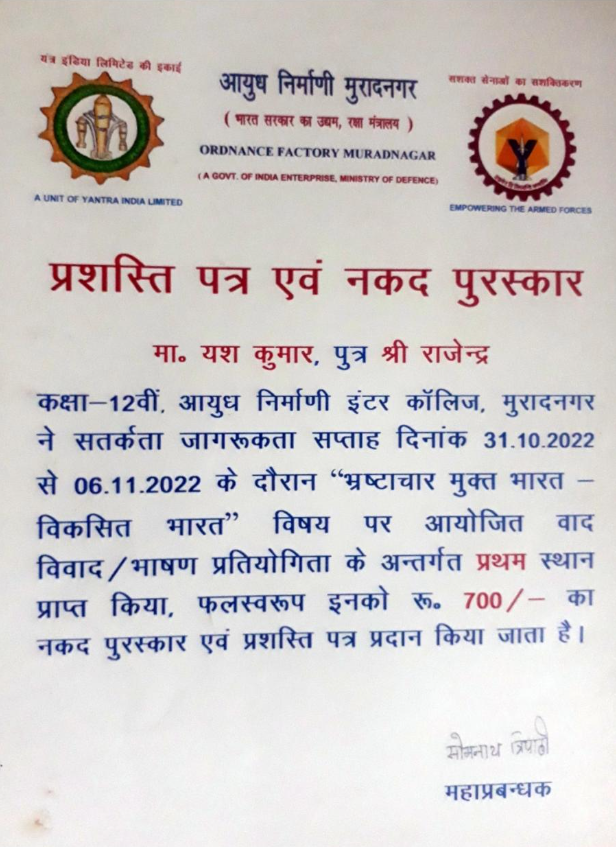 यंत्र इंडिया लिमिटेड की इकाई
A UNIT OF YANTRA INDIA LIMITED
आयुध निर्माणी मुरादनगर
( भारत सरकार का उद्यम, रक्षा मंत्रालय )
ORDNANCE FACTORY MURADNAGAR
( A GOVT. OF INDIA ENTERPRISE, MINISTRY OF DEFENCE)
सशक्त सेनाओं का सशक्तिकरण
EMPOWERING THE ARMED FORCES
प्रशस्ति पत्र एवं नकद पुरस्कार
मा० यश कुमार, पुत्र श्री राजेन्द्र
कक्षा–12वीं, आयुध निर्माणी इंटर कॉलिज, मुरादनगर
ने सतर्कता जागरूकता सप्ताह दिनांक 31.10.2022
से 06.11.2022 के दौरान “भ्रष्टाचार मुक्त भारत –
विकसित भारत” विषय पर आयोजित वाद
विवाद/भाषण प्रतियोगिता के अन्तर्गत प्रथम स्थान
प्राप्त किया, फलस्वरूप इनको रू० 700/– का
नकद पुरस्कार एवं प्रशस्ति पत्र प्रदान किया जाता है।
सोमनाथ त्रिपाठी
महाप्रबन्धक